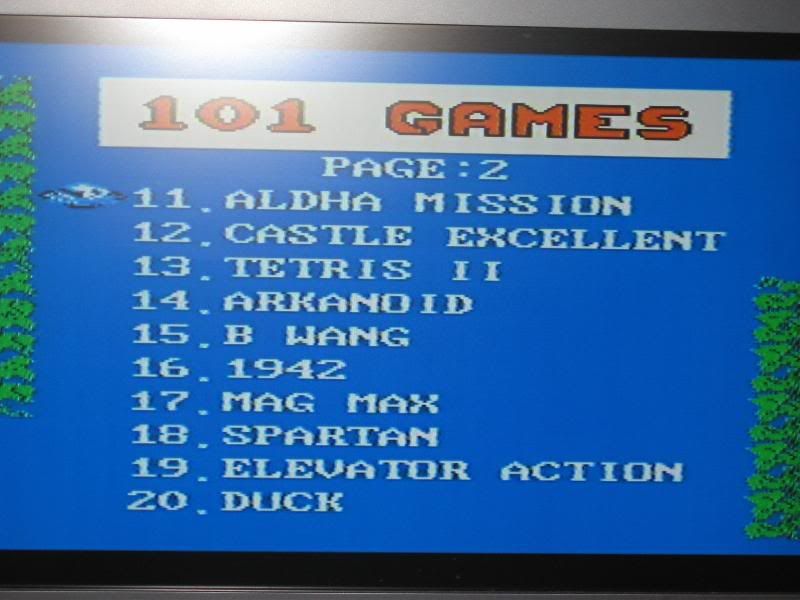 101 GAMES
PAGE:2
11.ALDHA MISSION
12.CASTLE EXCELLENT
13.TETRIS II
14.ARKANOID
15.B WANG
16.1942
17.MAG MAX
18.SPARTAN
19.ELEVATOR ACTION
20.DUCK